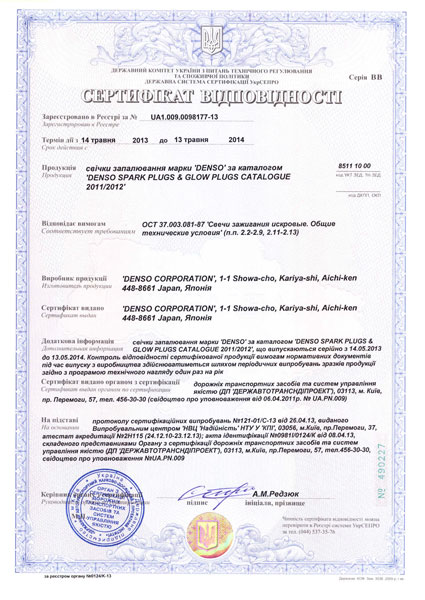 ДЕРЖАВНИЙ КОМІТЕТ УКРАЇНИ З ПИТАНЬ ТЕХНІЧНОГО РЕГУЛЮВАННЯ
ТА СПОЖИВЧОЇ ПОЛІТИКИ
ДЕРЖАВНА СИСТЕМА СЕРТИФІКАЦІЇ УкрСЕПРО
Серія ВВ
СЕРТИФІКАТ ВІДПОВІДНОСТІ
Зареєстровано в Реєстрі за № UA1.009.0098177-13
Зарегистрировано в Реестре
Термін дії з 14 травня 2013 до 13 травня 2014
Срок действия с
Продукція свічки запалювання марки 'DENSO' за каталогом 8511 10 00
Продукция 'DENSO SPARK PLUGS & GLOW PLUGS CATALOGUE
2011/2012'
Відповідає вимогам ОСТ 37.003.081-87 'Свечи зажигания искровые. Общие
Соответствует требованиям технические условия' (п.п. 2.2-2.9, 2.11-2.13)
Виробник продукції 'DENSO CORPORATION', 1-1 Showa-cho, Kariya-shi, Aichi-ken
Изготовитель продукции 448-8661 Japan, Японія
Сертифікат видано 'DENSO CORPORATION', 1-1 Showa-cho, Kariya-shi, Aichi-ken
Сертификат выдан 448-8661 Japan, Японія
Додаткова інформація свічки запалювання марки 'DENSO' за каталогом 'DENSO SPARK PLUGS &
Дополнительная информация GLOW PLUGS CATALOGUE 2011/2012', що випускаються серійно з 14.05.2013
до 13.05.2014. Контроль відповідності сертифікованої продукції вимогам нормативних документів
під час випуску з виробництва здійснюватиметься шляхом періодичних випробувань зразків продукції
згідно з програмою технічного нагляду один раз на рік
Сертифікат видано органом з сертифікації дорожніх транспортних засобів та систем управління
Сертификат выдан органом по сертификации якістю (ДП 'ДЕРЖАВТОТРАНСНДІПРОЕКТ'), 03113, м. Київ,
пр. Перемоги, 57, тел. 456-30-30 (свідоцтво про уповноваження від 06.04.2011р. № UA.PN.009)
На підставі протоколу сертифікаційних випробувань №121-01/С-13 від 26.04.13, виданого
На основании Випробувальним центром 'НВЦ 'Надійність' НТУ У 'КПІ', 03056, м.Київ, пр.Перемоги, 37,
атестат акредитації №2Н115 (24.12.10-23.12.13); акта ідентифікації №0981І/0124/К від 08.04.13,
складеного представниками Органу з сертифікації дорожніх транспортних засобів та систем
управління якістю (ДП 'ДЕРЖАВТОТРАНСНДІПРОЕКТ'), 03113, м.Київ, пр.Перемоги, 57, тел.456-30-30,
свідоцтво про уповноваження №UA.PN.009
№ 490227
Керівник органу А.М.Редзюк
підпис ініціали, прізвище
Чинність сертифіката відповідності можна
перевірити в Реєстрі системи УкрСЕПРО
за тел. (044) 537-35-76
за реєстром органу №0124/К-13